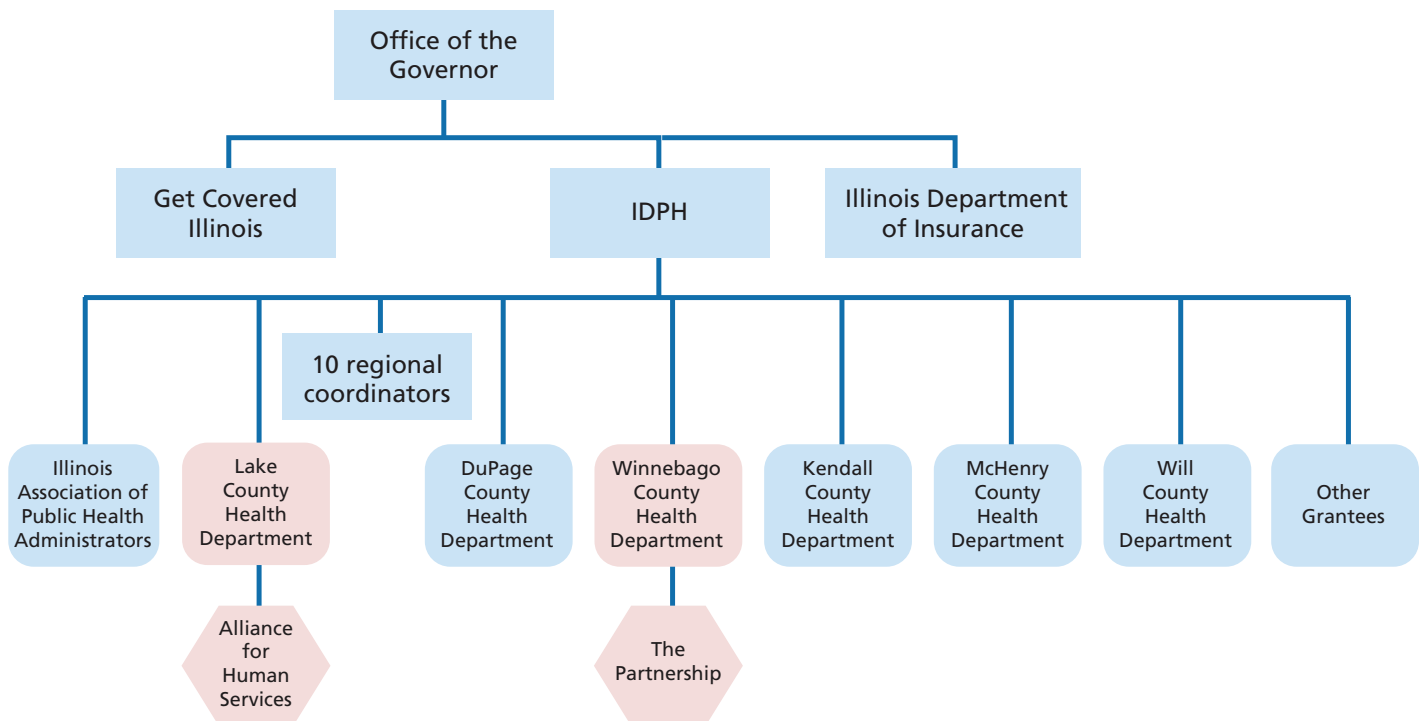 Office of the
Governor
Get Covered
Illinois
IDPH
Illinois Department
of Insurance
10 regional
coordinators
Illinois
Association of
Public Health
Administrators
Lake
County
Health
Department
DuPage
County
Health
Department
Winnebago
County
Health
Department
Kendall
County
Health
Department
McHenry
County
Health
Department
Will
County
Health
Department
Other
Grantees
Alliance
for
Human
Services
The
Partnership